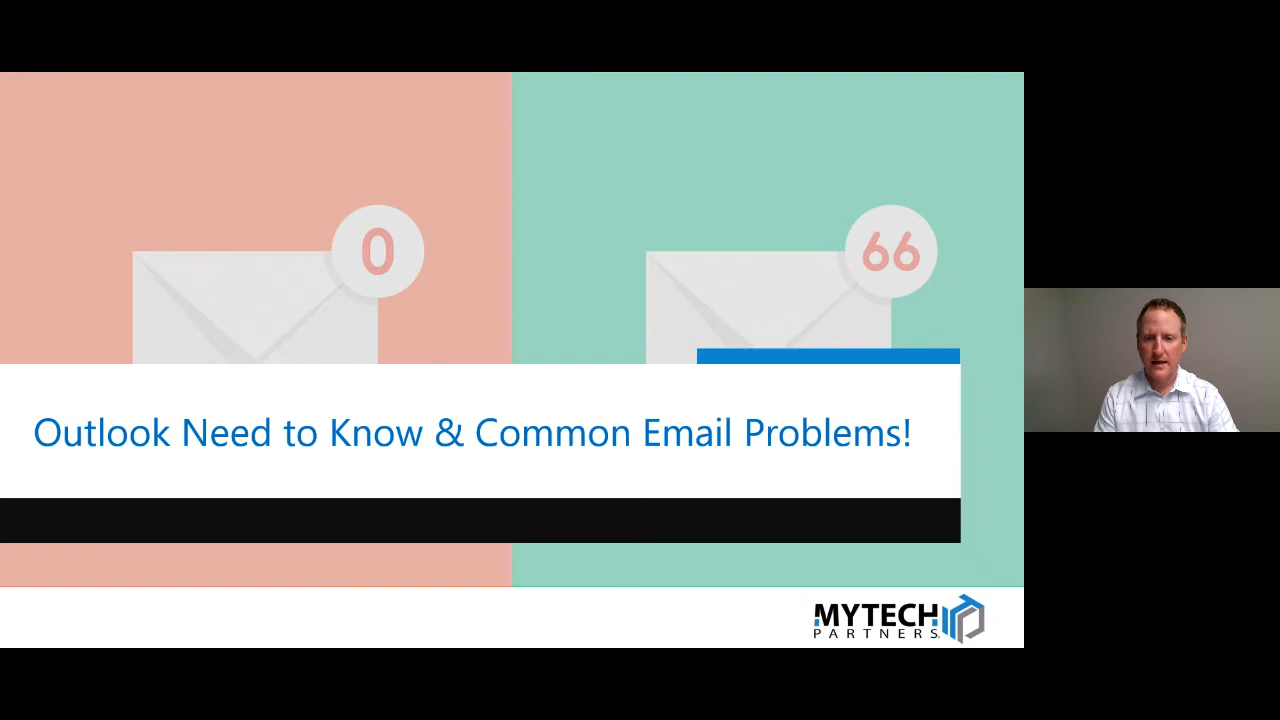 0
66
Outlook Need to Know & Common Email Problems!
MYTECH
PARTNERS